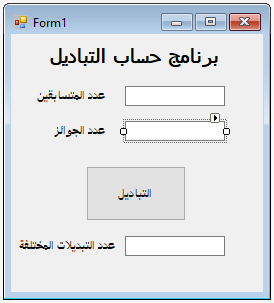 Form1
برنامج حساب التباديل
عدد المتسابقين
عدد الجوائز
التباديل
عدد التبديلات المختلفة